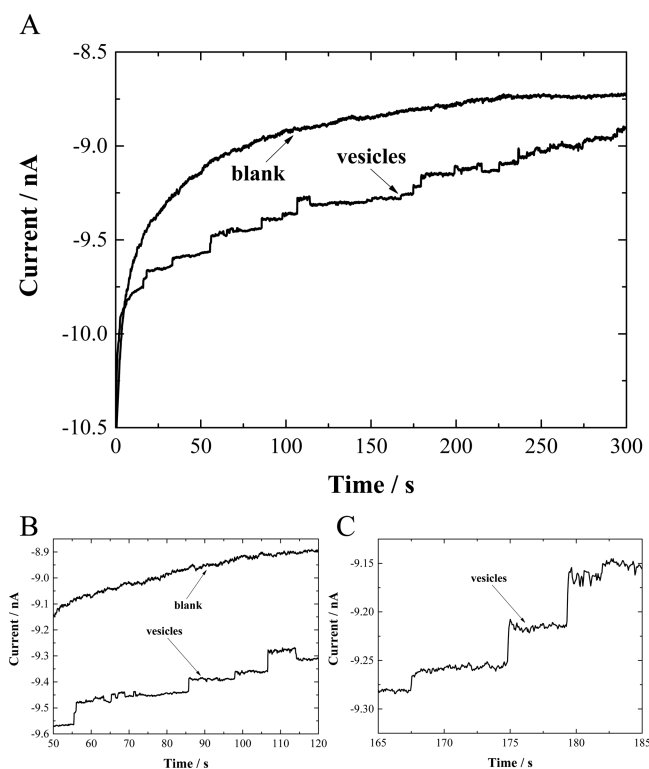 A
-8.5
-9.0
-9.5
-10.0
-10.5
Current / nA
blank
vesicles
0 50 100 150 200 250 300
Time / s
B
-8.9
-9.0
-9.1
-9.2
-9.3
-9.4
-9.5
-9.6
Current / nA
blank
vesicles
50 60 70 80 90 100 110 120
Time / s
C
-9.15
-9.20
-9.25
-9.30
Current / nA
vesicles
165 170 175 180 185
Time / s